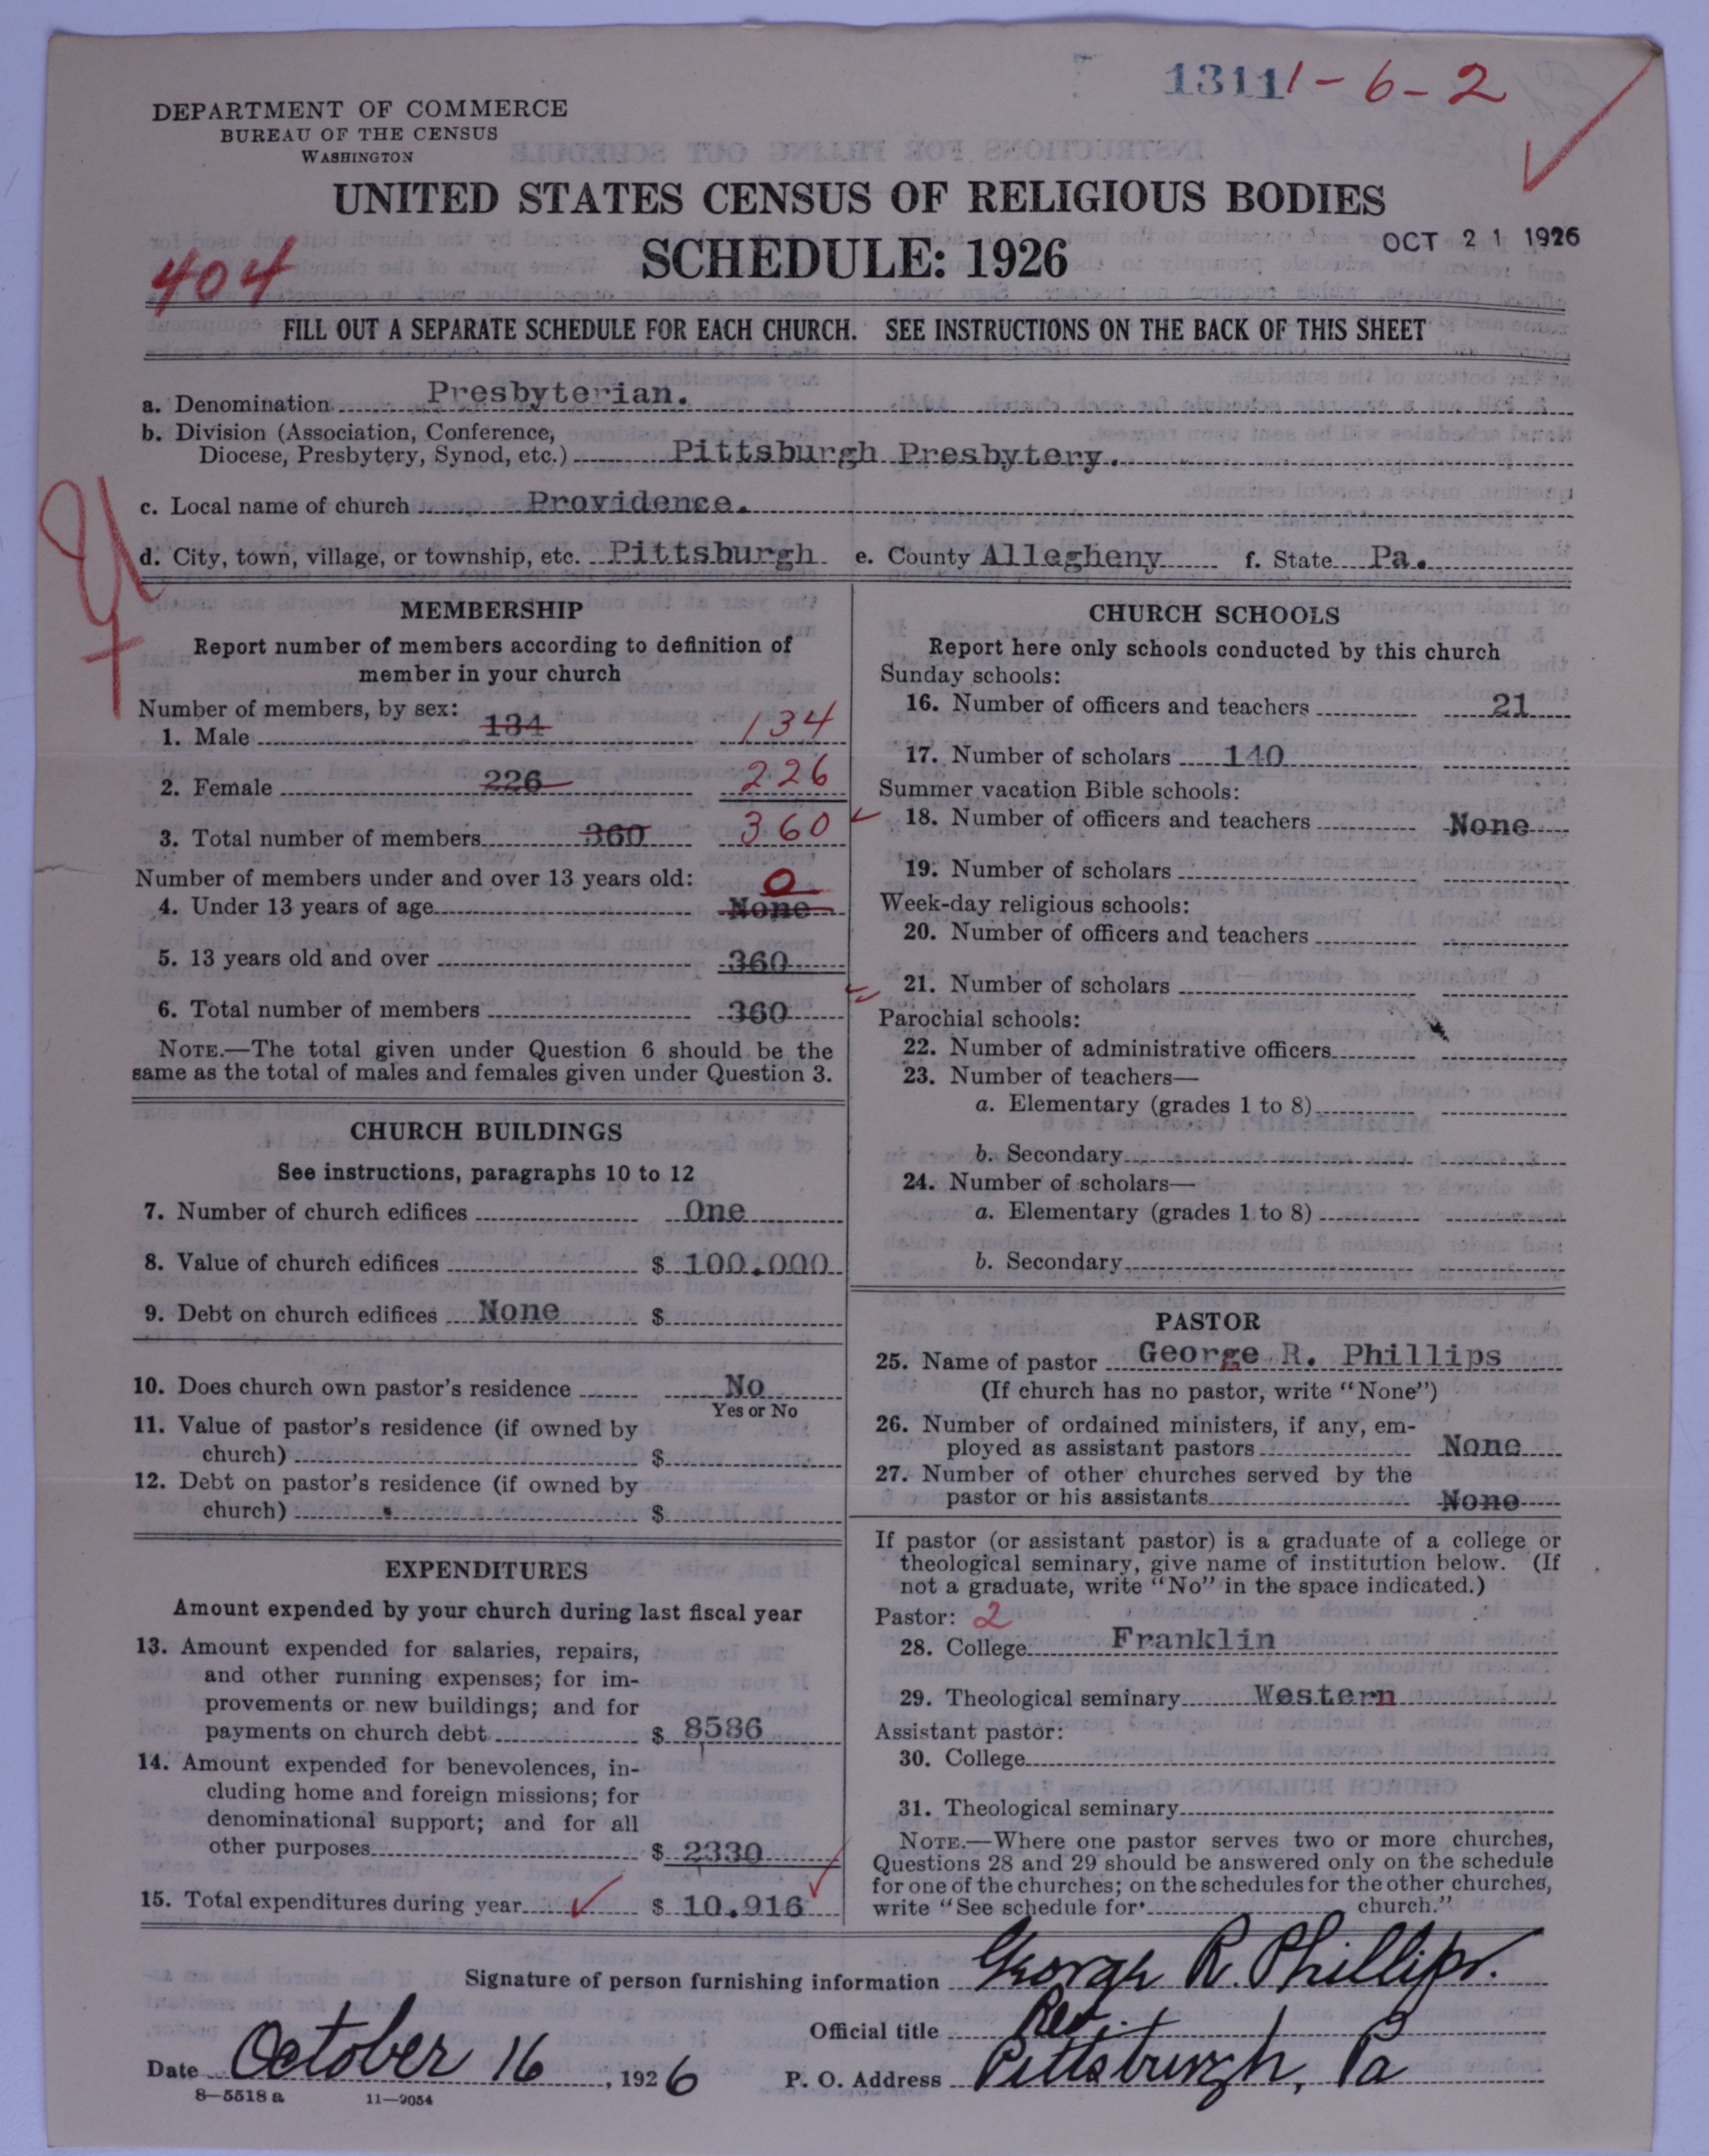 1311 1-6-2
DEPARTMENT OF COMMERCE
BUREAU OF THE CENSUS
WASHINGTON
UNITED STATES CENSUS OF RELIGIOUS BODIES
SCHEDULE: 1926
OCT 21 1926
404
FILL OUT A SEPARATE SCHEDULE FOR EACH CHURCH. SEE INSTRUCTIONS ON THE BACK OF THIS SHEET
a. Denomination Presbyterian.
b. Division (Association, Conference,
Diocese, Presbytery, Synod, etc.) Pittsburgh Presbytery.
c. Local name of church Providence.
d. City, town, village, or township, etc. Pittsburgh e. County Allegheny f. State Pa.
MEMBERSHIP
Report number of members according to definition of
member in your church
Number of members, by sex:
1. Male 134 134
2. Female 226 226
3. Total number of members 360 360
Number of members under and over 13 years old:
0
4. Under 13 years of age None
5. 13 years old and over 360
6. Total number of members 360
NOTE.—The total given under Question 6 should be the
same as the total of males and females given under Question 3.
CHURCH BUILDINGS
See instructions, paragraphs 10 to 12
7. Number of church edifices One
8. Value of church edifices $ 100.000
9. Debt on church edifices None $
10. Does church own pastor's residence No
Yes or No
11. Value of pastor's residence (if owned by
church) $
12. Debt on pastor's residence (if owned by
church) $
EXPENDITURES
Amount expended by your church during last fiscal year
13. Amount expended for salaries, repairs,
and other running expenses; for im-
provements or new buildings; and for
payments on church debt $ 8586
14. Amount expended for benevolences, in-
cluding home and foreign missions; for
denominational support; and for all
other purposes $ 2330
15. Total expenditures during year $ 10.916
CHURCH SCHOOLS
Report here only schools conducted by this church
Sunday schools:
16. Number of officers and teachers 21
17. Number of scholars 140
Summer vacation Bible schools:
18. Number of officers and teachers None
19. Number of scholars
Week-day religious schools:
20. Number of officers and teachers
21. Number of scholars
Parochial schools:
22. Number of administrative officers
23. Number of teachers—
a. Elementary (grades 1 to 8)
b. Secondary
24. Number of scholars—
a. Elementary (grades 1 to 8)
b. Secondary
PASTOR
25. Name of pastor George R. Phillips
(If church has no pastor, write "None")
26. Number of ordained ministers, if any, em-
ployed as assistant pastors None
27. Number of other churches served by the
pastor or his assistants None
If pastor (or assistant pastor) is a graduate of a college or
theological seminary, give name of institution below. (If
not a graduate, write "No" in the space indicated.)
Pastor: 2
28. College Franklin
29. Theological seminary Western
Assistant pastor:
30. College
31. Theological seminary
NOTE.—Where one pastor serves two or more churches,
Questions 28 and 29 should be answered only on the schedule
for one of the churches; on the schedules for the other churches,
write "See schedule for church."
Signature of person furnishing information George R. Phillips.
Official title Rev.
Date October 16, 1926 P. O. Address Pittsburgh, Pa
8—5518 a 11—9054